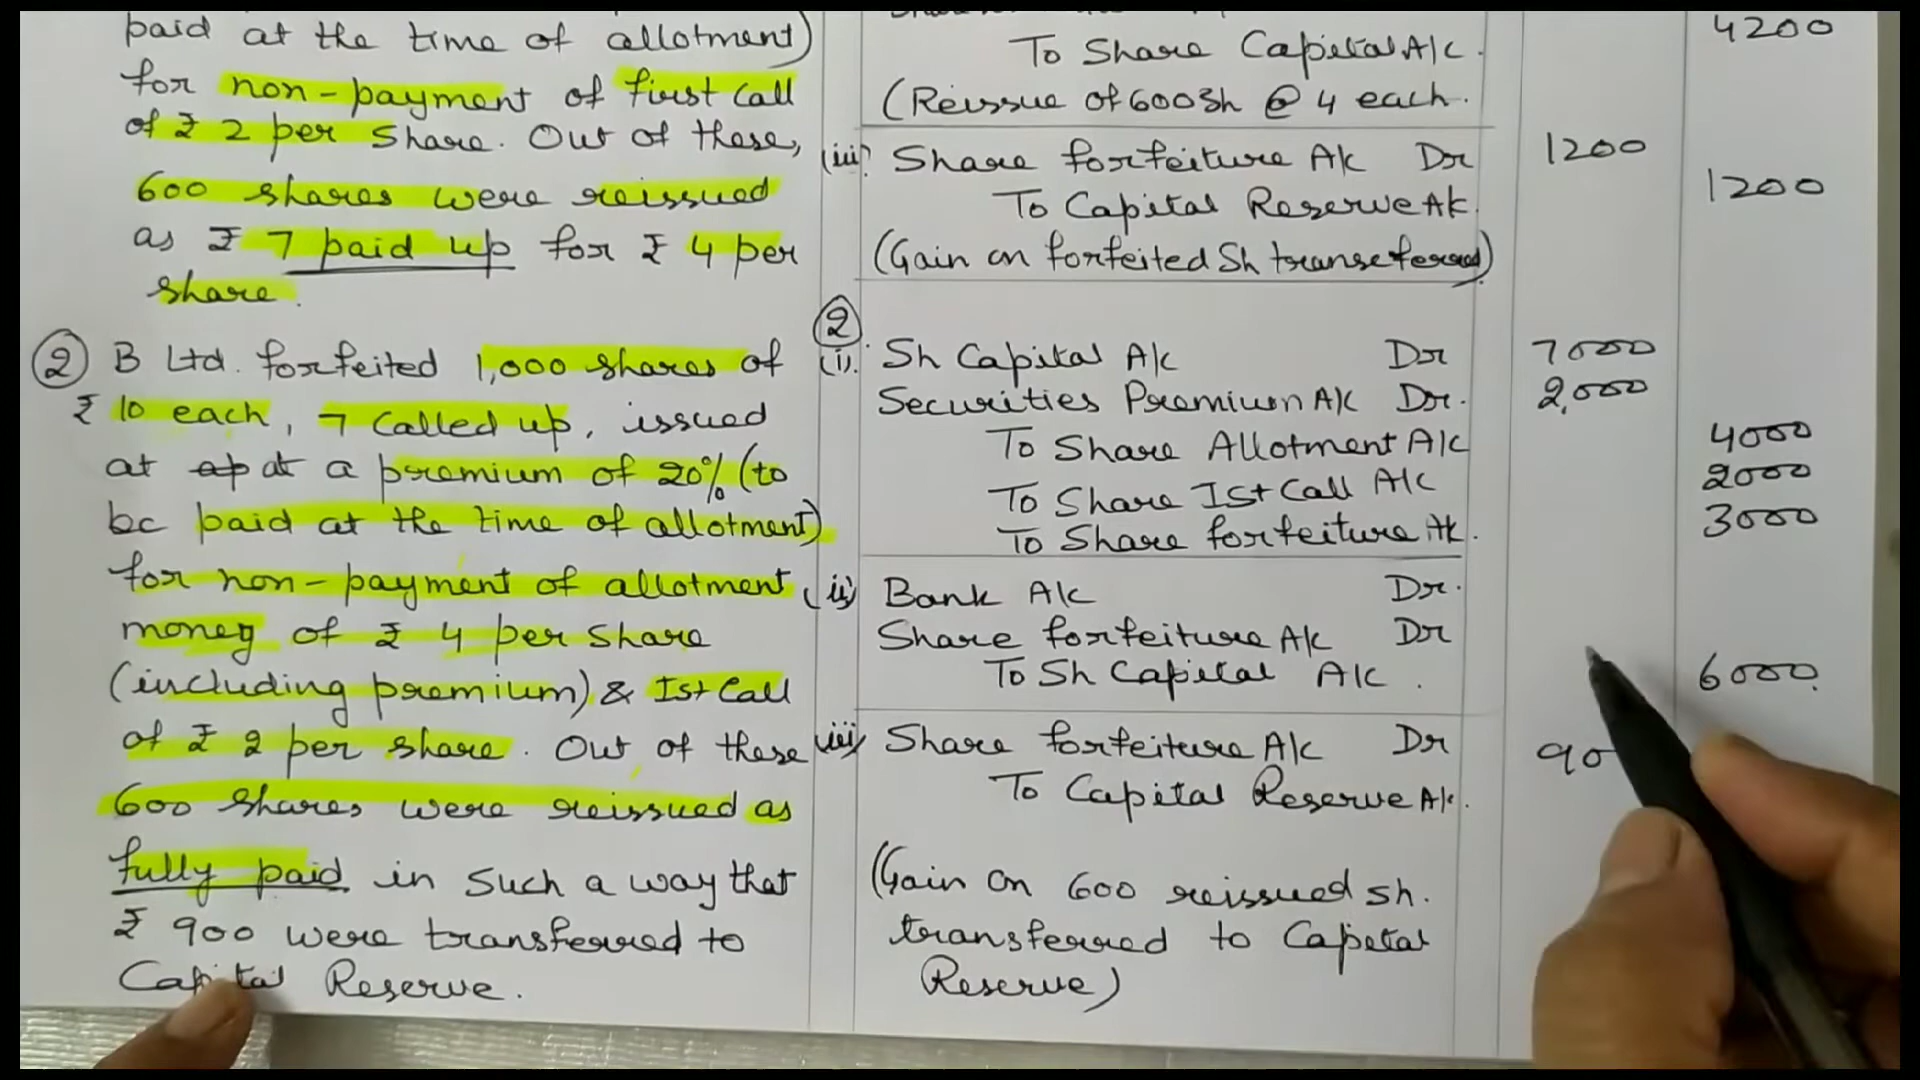 paid at the time of allotment)
for non-payment of first call
of ₹ 2 per share. Out of these,
600 shares were reissued
as ₹ 7 paid up for ₹ 4 per
share.
② B Ltd. forfeited 1,000 shares of
₹ 10 each, 7 Called up, issued
at a premium of 20% (to
be paid at the time of allotment)
for non-payment of allotment
money of ₹ 4 per share
(including premium) & Ist Call
of ₹ 2 per share. Out of these
600 shares were reissued as
fully paid in such a way that
₹ 900 were transferred to
Capital Reserve.
To Share Capital A/c. 4200
(Reissue of 600 Sh @ 4 each.
(iii) Share forfeiture A/c Dr 1200
To Capital Reserve A/c. 1200
(Gain on forfeited Sh transferred)
②
(i). Sh Capital A/c Dr 7000
Securities Premium A/c Dr. 2,000
To Share Allotment A/c 4000
To Share Ist Call A/c 2000
To Share forfeiture A/c. 3000
(ii) Bank A/c Dr.
Share forfeiture A/c Dr
To Sh Capital A/c. 6000.
(iii) Share forfeiture A/c Dr 90
To Capital Reserve A/c.
(Gain on 600 reissued sh.
transferred to Capital
Reserve)